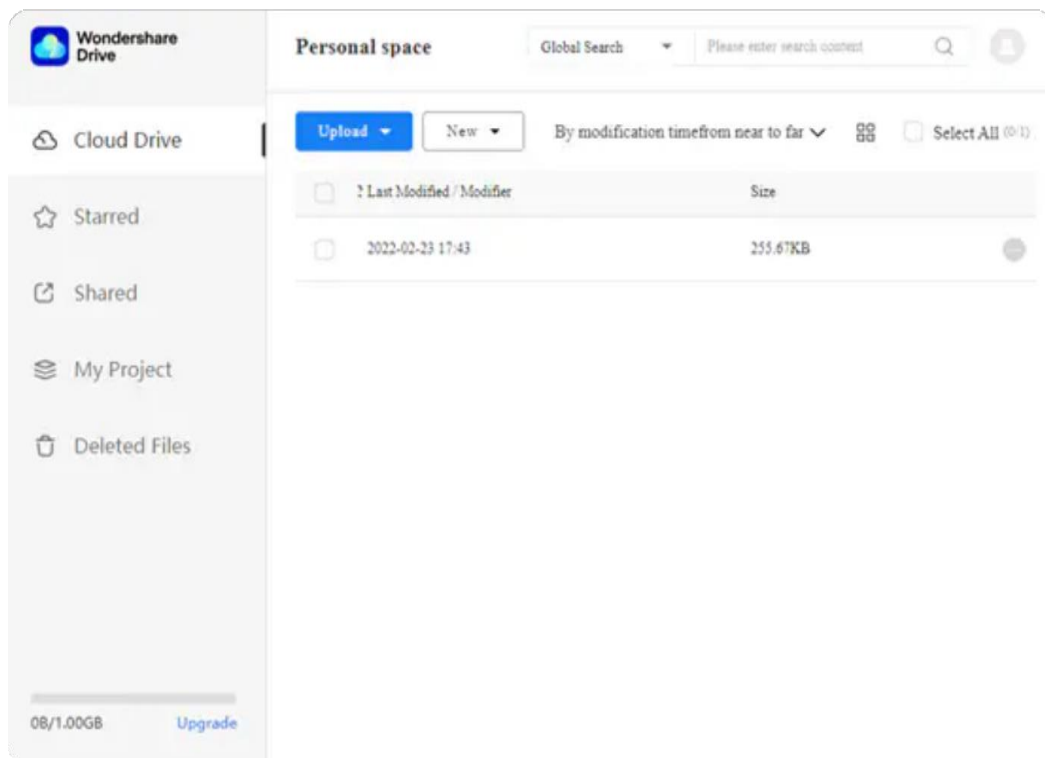 Wondershare
Drive
Personal space
Global Search
Please enter search content
Cloud Drive
Upload
New
By modification timefrom near to far
Select All (0/1)
? Last Modified / Modifier
Size
Starred
2022-02-23 17:43
255.67KB
Shared
My Project
Deleted Files
0B/1.00GB
Upgrade